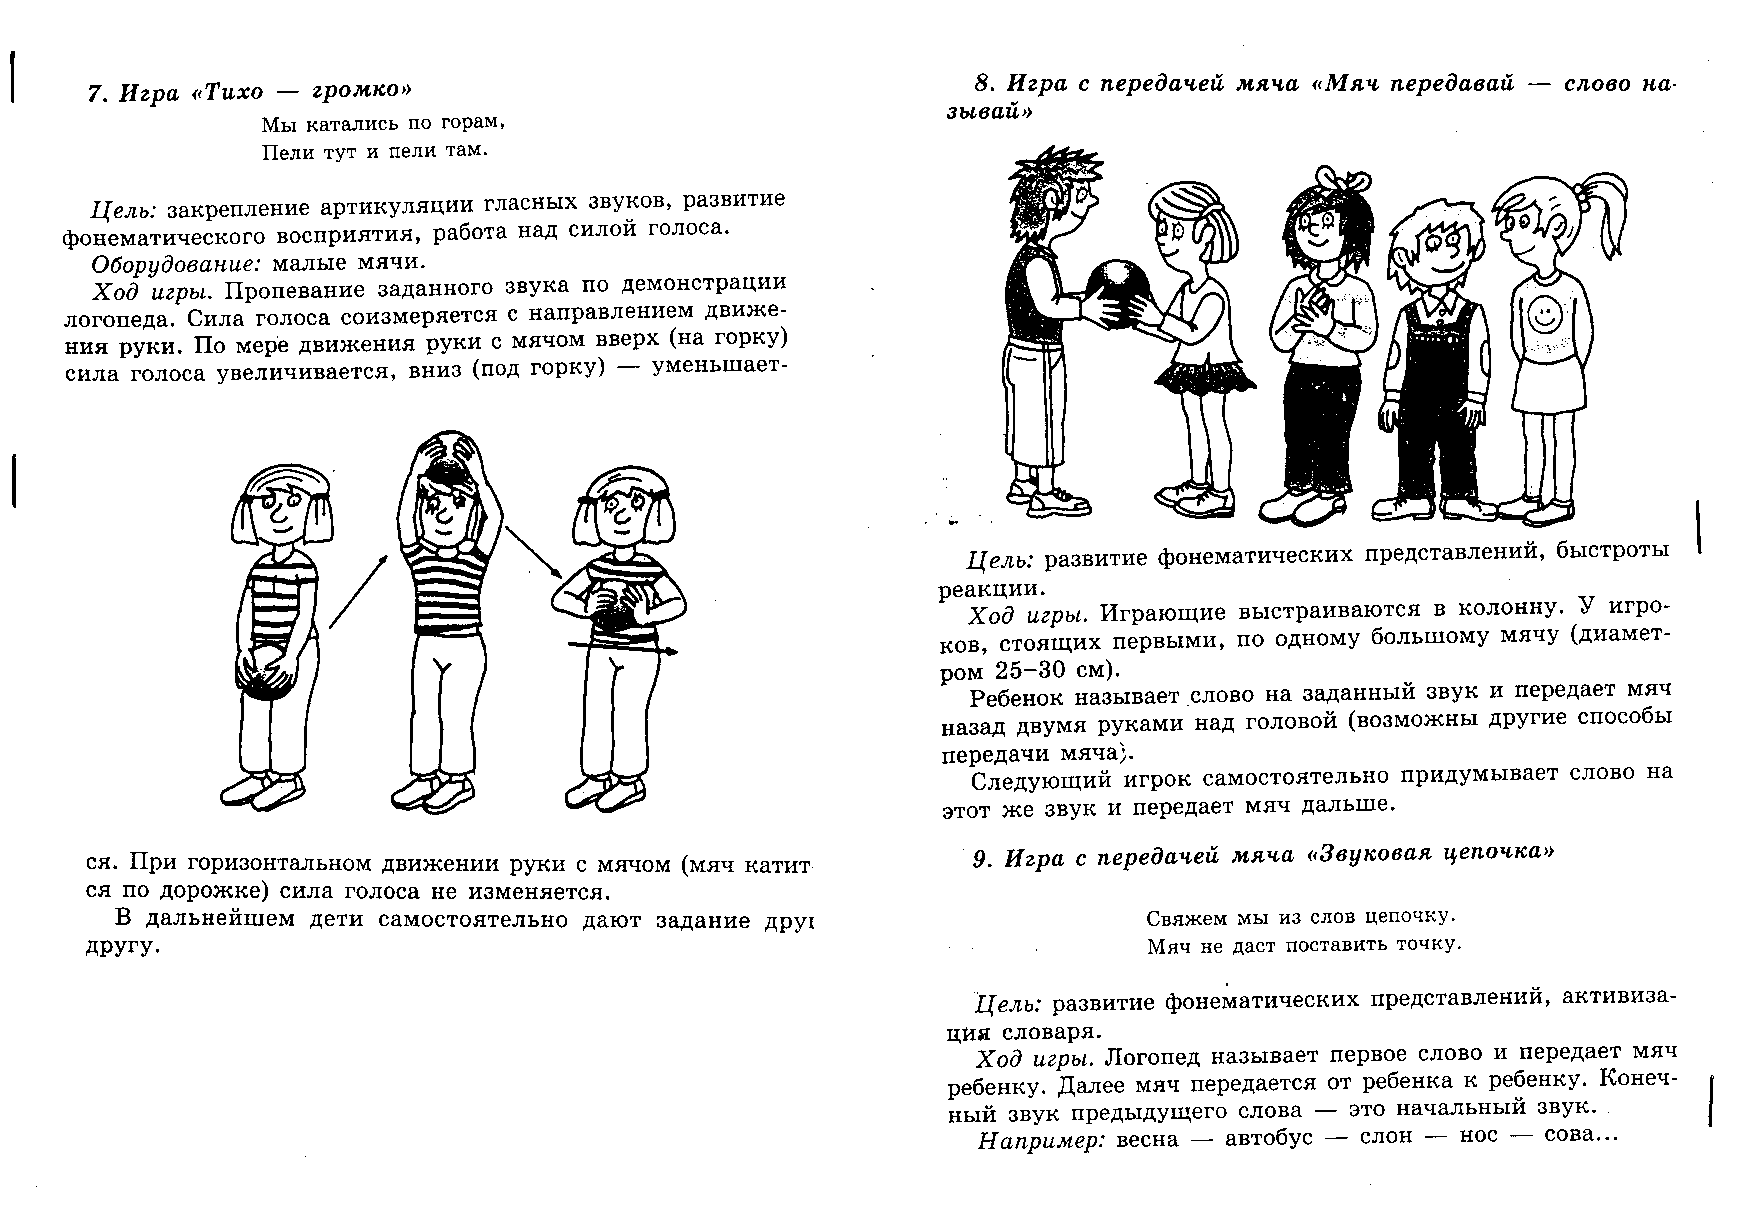 7. Игра «Тихо — громко»
Мы катались по горам,
Пели тут и пели там.
Цель: закрепление артикуляции гласных звуков, развитие
фонематического восприятия, работа над силой голоса.
Оборудование: малые мячи.
Ход игры. Пропевание заданного звука по демонстрации
логопеда. Сила голоса соизмеряется с направлением движе-
ния руки. По мере движения руки с мячом вверх (на горку)
сила голоса увеличивается, вниз (под горку) — уменьшает-
ся. При горизонтальном движении руки с мячом (мяч катит
ся по дорожке) сила голоса не изменяется.
В дальнейшем дети самостоятельно дают задание друг
другу.
8. Игра с передачей мяча «Мяч передавай — слово на-
зывай»
Цель: развитие фонематических представлений, быстроты
реакции.
Ход игры. Играющие выстраиваются в колонну. У игро-
ков, стоящих первыми, по одному большому мячу (диамет-
ром 25—30 см).
Ребенок называет слово на заданный звук и передает мяч
назад двумя руками над головой (возможны другие способы
передачи мяча).
Следующий игрок самостоятельно придумывает слово на
этот же звук и передает мяч дальше.
9. Игра с передачей мяча «Звуковая цепочка»
Свяжем мы из слов цепочку.
Мяч не даст поставить точку.
Цель: развитие фонематических представлений, активиза-
ция словаря.
Ход игры. Логопед называет первое слово и передает мяч
ребенку. Далее мяч передается от ребенка к ребенку. Конеч-
ный звук предыдущего слова — это начальный звук.
Например: весна — автобус — слон — нос — сова...